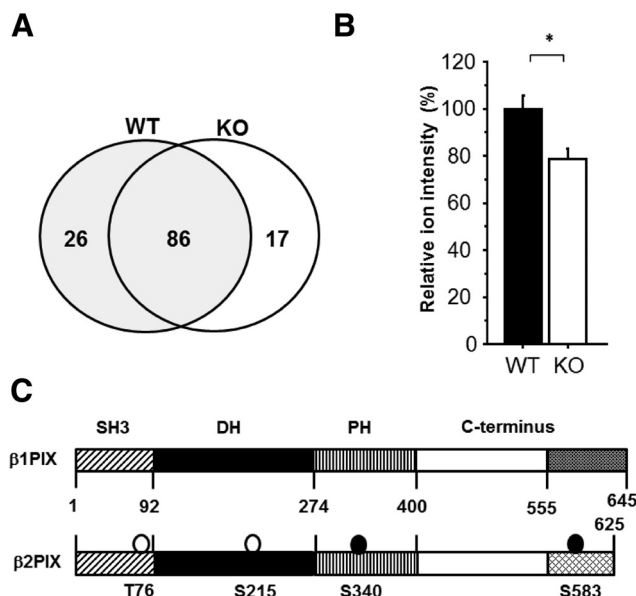 A
WT KO
26 86 17
B
*
Relative ion intensity (%)
120
100
80
60
40
20
0
WT KO
C
SH3 DH PH C-terminus
β1PIX
1 92 274 400 555 645
625
β2PIX
T76 S215 S340 S583